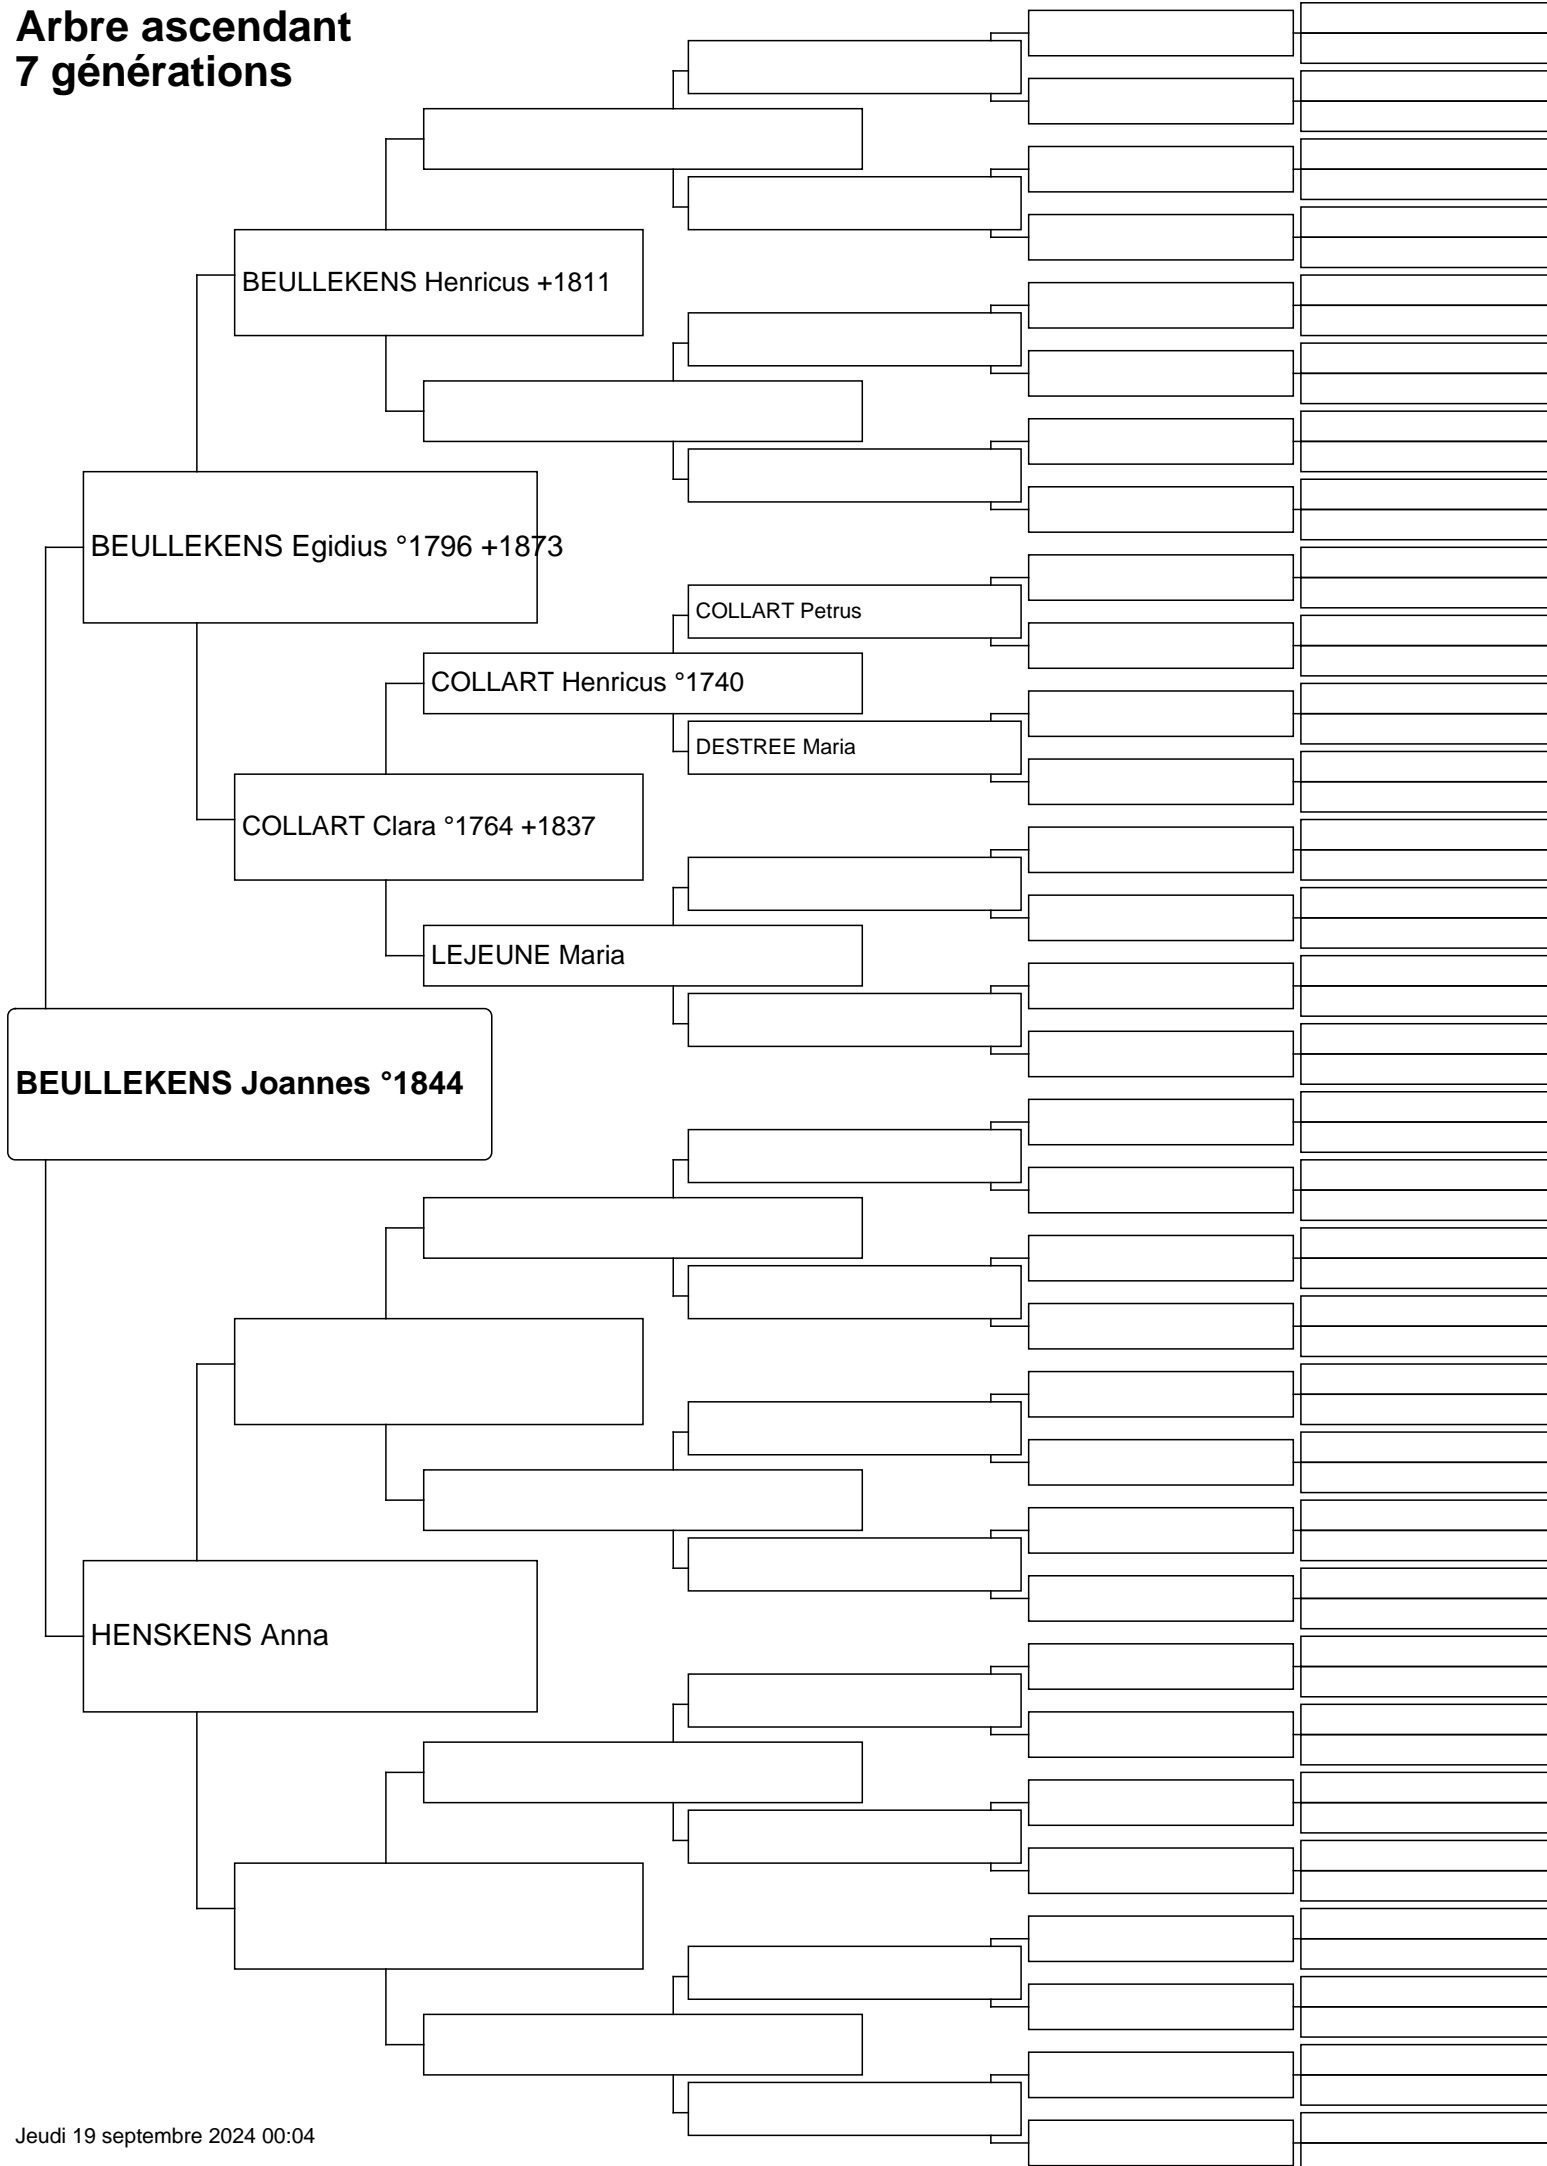 Arbre ascendant
7 générations
BEULLEKENS Henricus +1811
BEULLEKENS Egidius °1796 +1873
COLLART Petrus
COLLART Henricus °1740
DESTREE Maria
COLLART Clara °1764 +1837
LEJEUNE Maria
BEULLEKENS Joannes °1844
HENSKENS Anna
Jeudi 19 septembre 2024 00:04